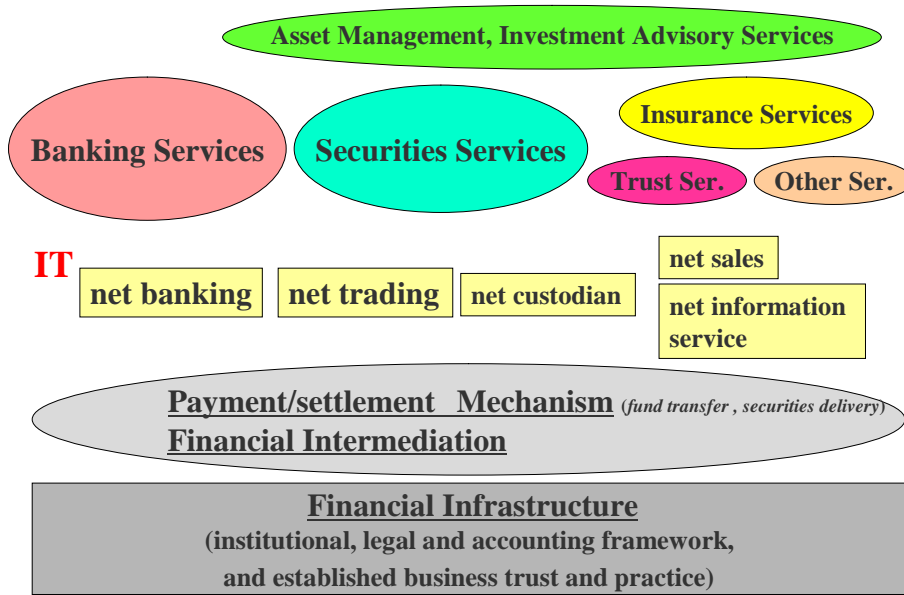 Asset Management, Investment Advisory Services
Banking Services
Securities Services
Insurance Services
Trust Ser.
Other Ser.
IT
net banking
net trading
net custodian
net sales
net information
service
Payment/settlement Mechanism (fund transfer , securities delivery)
Financial Intermediation
Financial Infrastructure
(institutional, legal and accounting framework,
and established business trust and practice)